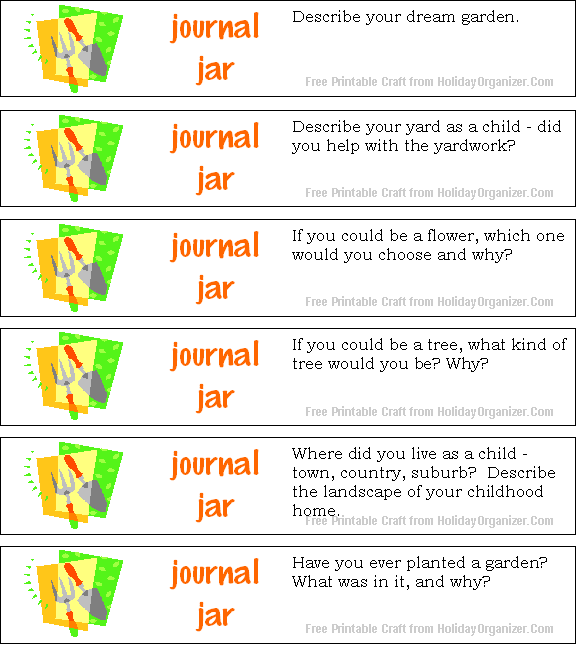 journal
jar
Describe your dream garden.
Free Printable Craft from HolidayOrganizer.Com
journal
jar
Describe your yard as a child - did
you help with the yardwork?
Free Printable Craft from HolidayOrganizer.Com
journal
jar
If you could be a flower, which one
would you choose and why?
Free Printable Craft from HolidayOrganizer.Com
journal
jar
If you could be a tree, what kind of
tree would you be? Why?
Free Printable Craft from HolidayOrganizer.Com
journal
jar
Where did you live as a child -
town, country, suburb?  Describe
the landscape of your childhood
home.
Free Printable Craft from HolidayOrganizer.Com
journal
jar
Have you ever planted a garden?
What was in it, and why?
Free Printable Craft from HolidayOrganizer.Com